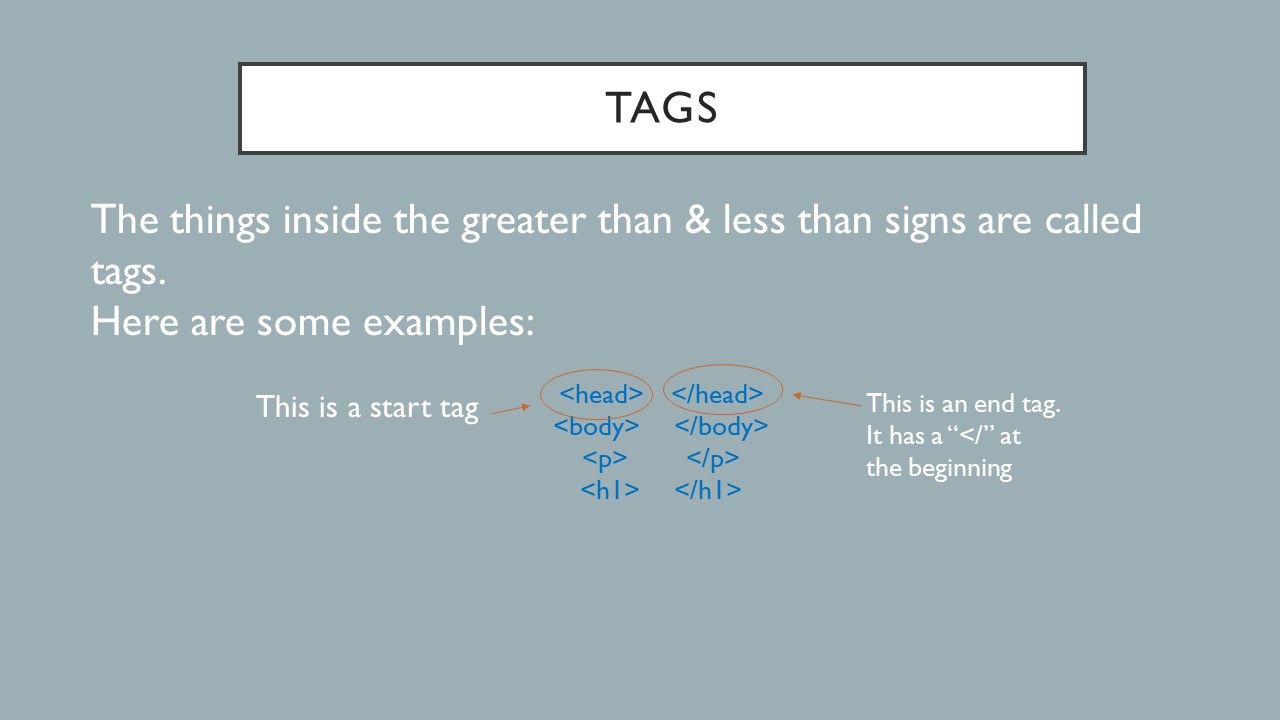 TAGS
The things inside the greater than & less than signs are called
tags.
Here are some examples:
This is a start tag
<head> </head>
<body> </body>
<p> </p>
<h1> </h1>
This is an end tag.
It has a “</” at
the beginning